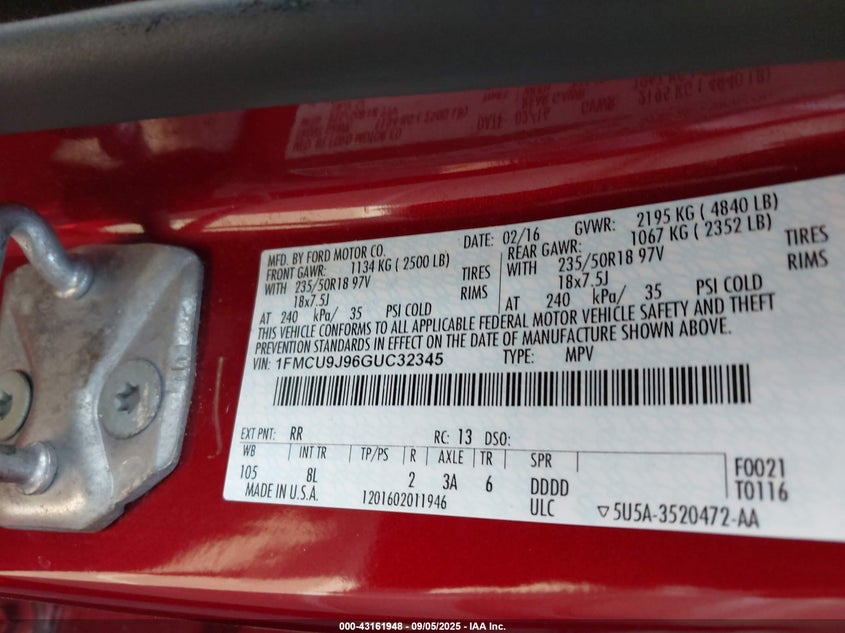 MFD. BY FORD MOTOR CO.
DATE: 02/16 GVWR: 2195 KG ( 4840 LB)
FRONT GAWR: 1134 KG ( 2500 LB)
REAR GAWR: 1067 KG ( 2352 LB)
WITH 235/50R18 97V TIRES
WITH 235/50R18 97V TIRES
18x7.5J RIMS
18x7.5J RIMS
AT 240 kPa/ 35 PSI COLD
AT 240 kPa/ 35 PSI COLD
THIS VEHICLE CONFORMS TO ALL APPLICABLE FEDERAL MOTOR VEHICLE SAFETY AND THEFT
PREVENTION STANDARDS IN EFFECT ON THE DATE OF MANUFACTURE SHOWN ABOVE.
VIN: 1FMCU9J96GUC32345 TYPE: MPV
EXT PNT: RR RC: 13 DSO:
WB INT TR TP/PS R AXLE TR SPR
105 8L 2 3A 6 DDDD
F0021
T0116
MADE IN U.S.A. 1201602011946 ULC ▽5U5A-3520472-AA
000-43161948 - 09/05/2025 - IAA Inc.